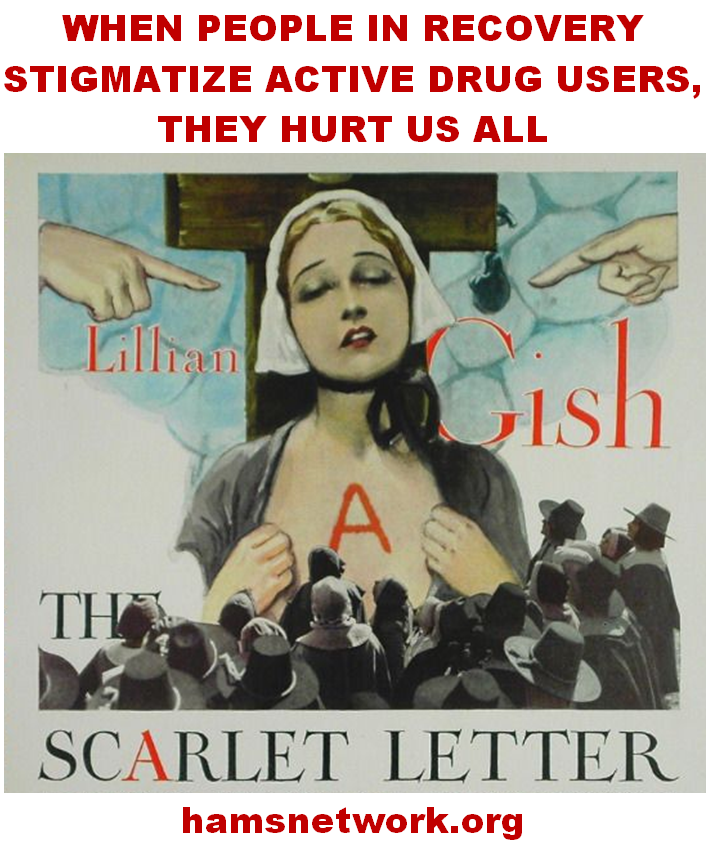 WHEN PEOPLE IN RECOVERY
STIGMATIZE ACTIVE DRUG USERS,
THEY HURT US ALL
Lillian
Gish
A
THE
SCARLET LETTER
hamsnetwork.org